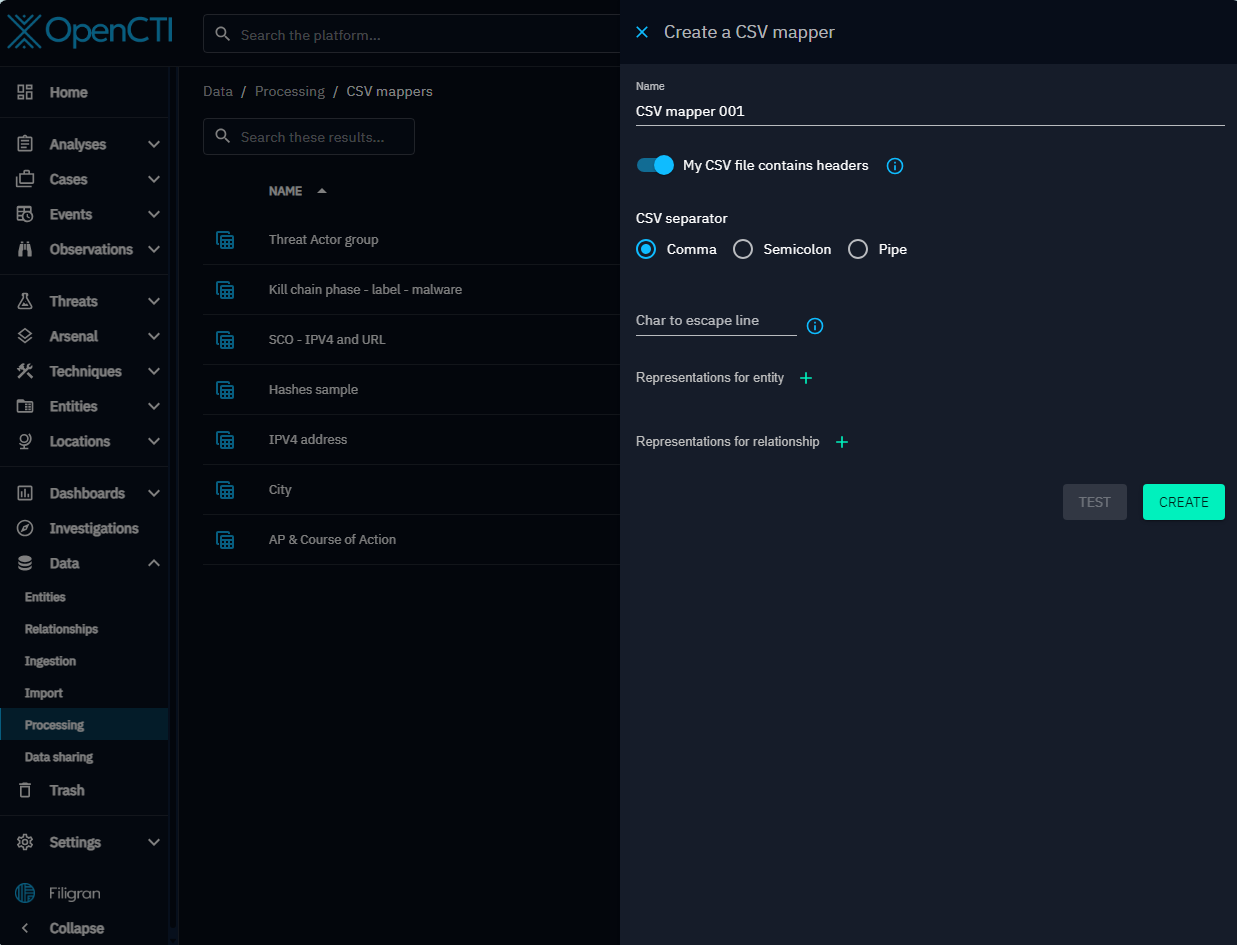 OpenCTI
Search the platform...
Create a CSV mapper
Home
Analyses
Cases
Events
Observations
Threats
Arsenal
Techniques
Entities
Locations
Dashboards
Investigations
Data
Entities
Relationships
Ingestion
Import
Processing
Data sharing
Trash
Settings
Filigran
Collapse
Data / Processing / CSV mappers
Search these results...
NAME
Threat Actor group
Kill chain phase - label - malware
SCO - IPV4 and URL
Hashes sample
IPV4 address
City
AP & Course of Action
Name
CSV mapper 001
My CSV file contains headers
CSV separator
Comma Semicolon Pipe
Char to escape line
Representations for entity
Representations for relationship
TEST CREATE